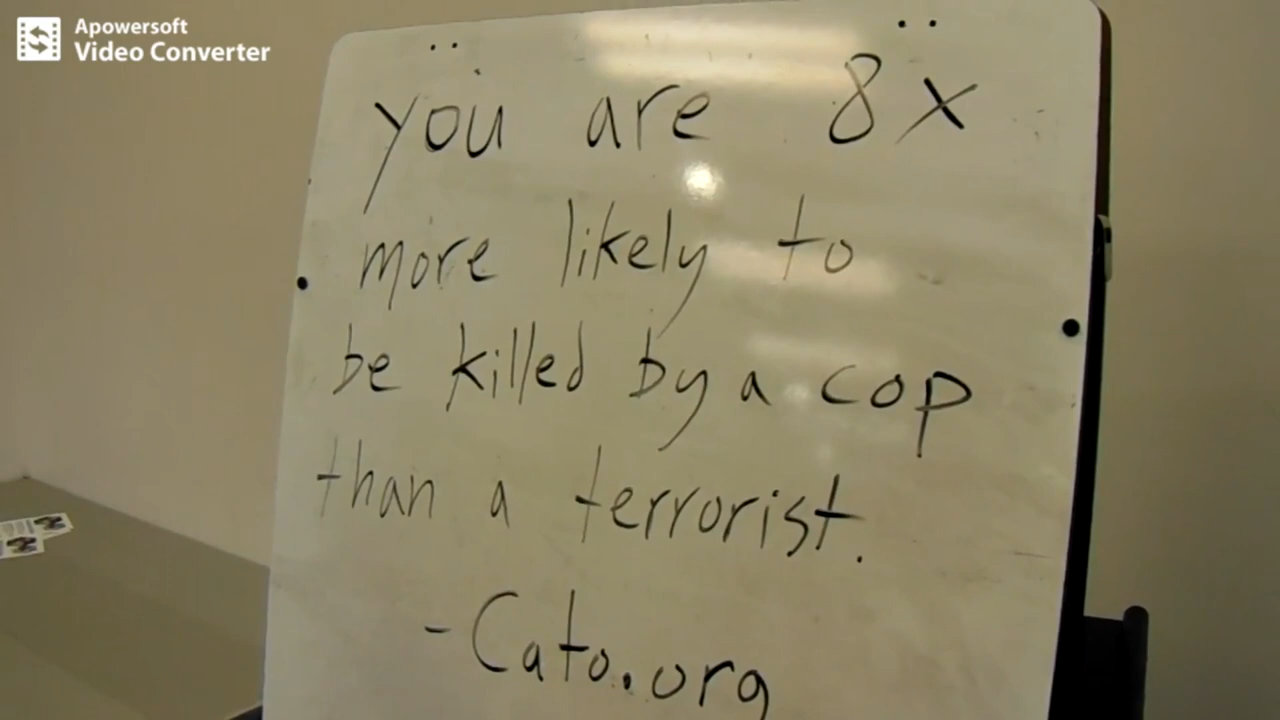 Apowersoft
Video Converter
you are 8x
more likely to
be killed by a cop
than a terrorist.
-Cato.org